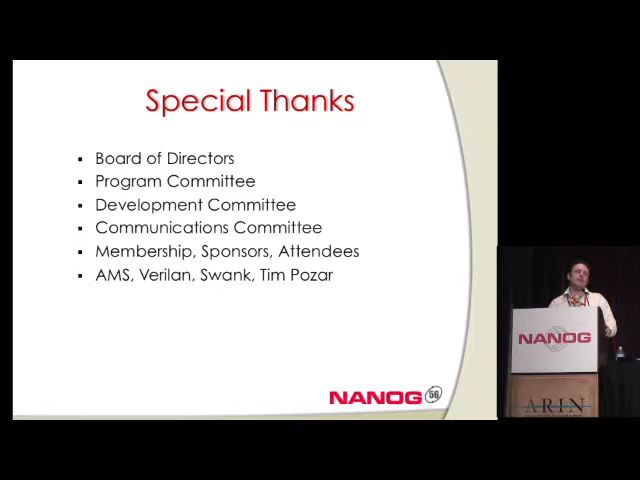 Special Thanks
Board of Directors
Program Committee
Development Committee
Communications Committee
Membership, Sponsors, Attendees
AMS, Verilan, Swank, Tim Pozar
NANOG 56
NANOG
ARIN